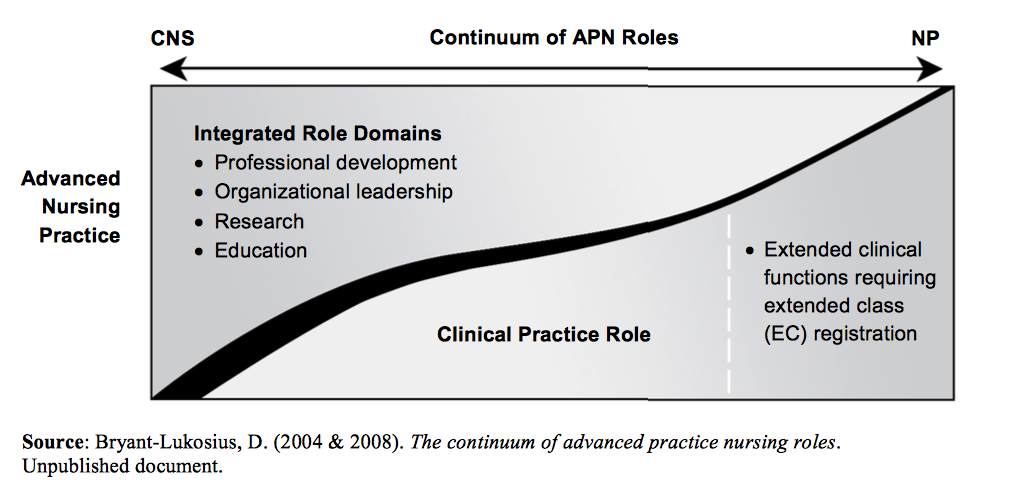 CNS
Continuum of APN Roles
NP
Advanced
Nursing
Practice
Integrated Role Domains
• Professional development
• Organizational leadership
• Research
• Education
• Extended clinical
functions requiring
extended class
(EC) registration
Clinical Practice Role
Source: Bryant-Lukosius, D. (2004 & 2008). The continuum of advanced practice nursing roles.
Unpublished document.